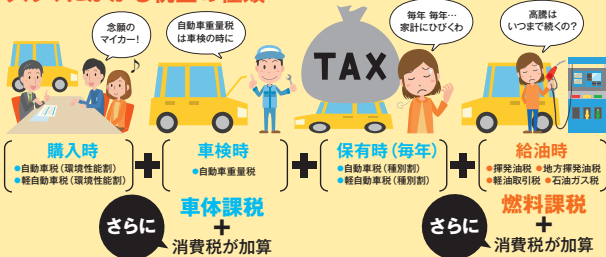 念願の
マイカー!
自動車重量税
は車検の時に
TAX
毎年 毎年…
家計にひびくわ
高騰は
いつまで続くの?
購入時
●自動車税(環境性能割)
●軽自動車税(環境性能割)
+
車検時
●自動車重量税
+
保有時(毎年)
●自動車税(種別割)
●軽自動車税(種別割)
+
給油時
●揮発油税 ●地方揮発油税
●軽油取引税 ●石油ガス税
さらに
車体課税
+
消費税が加算
さらに
燃料課税
+
消費税が加算